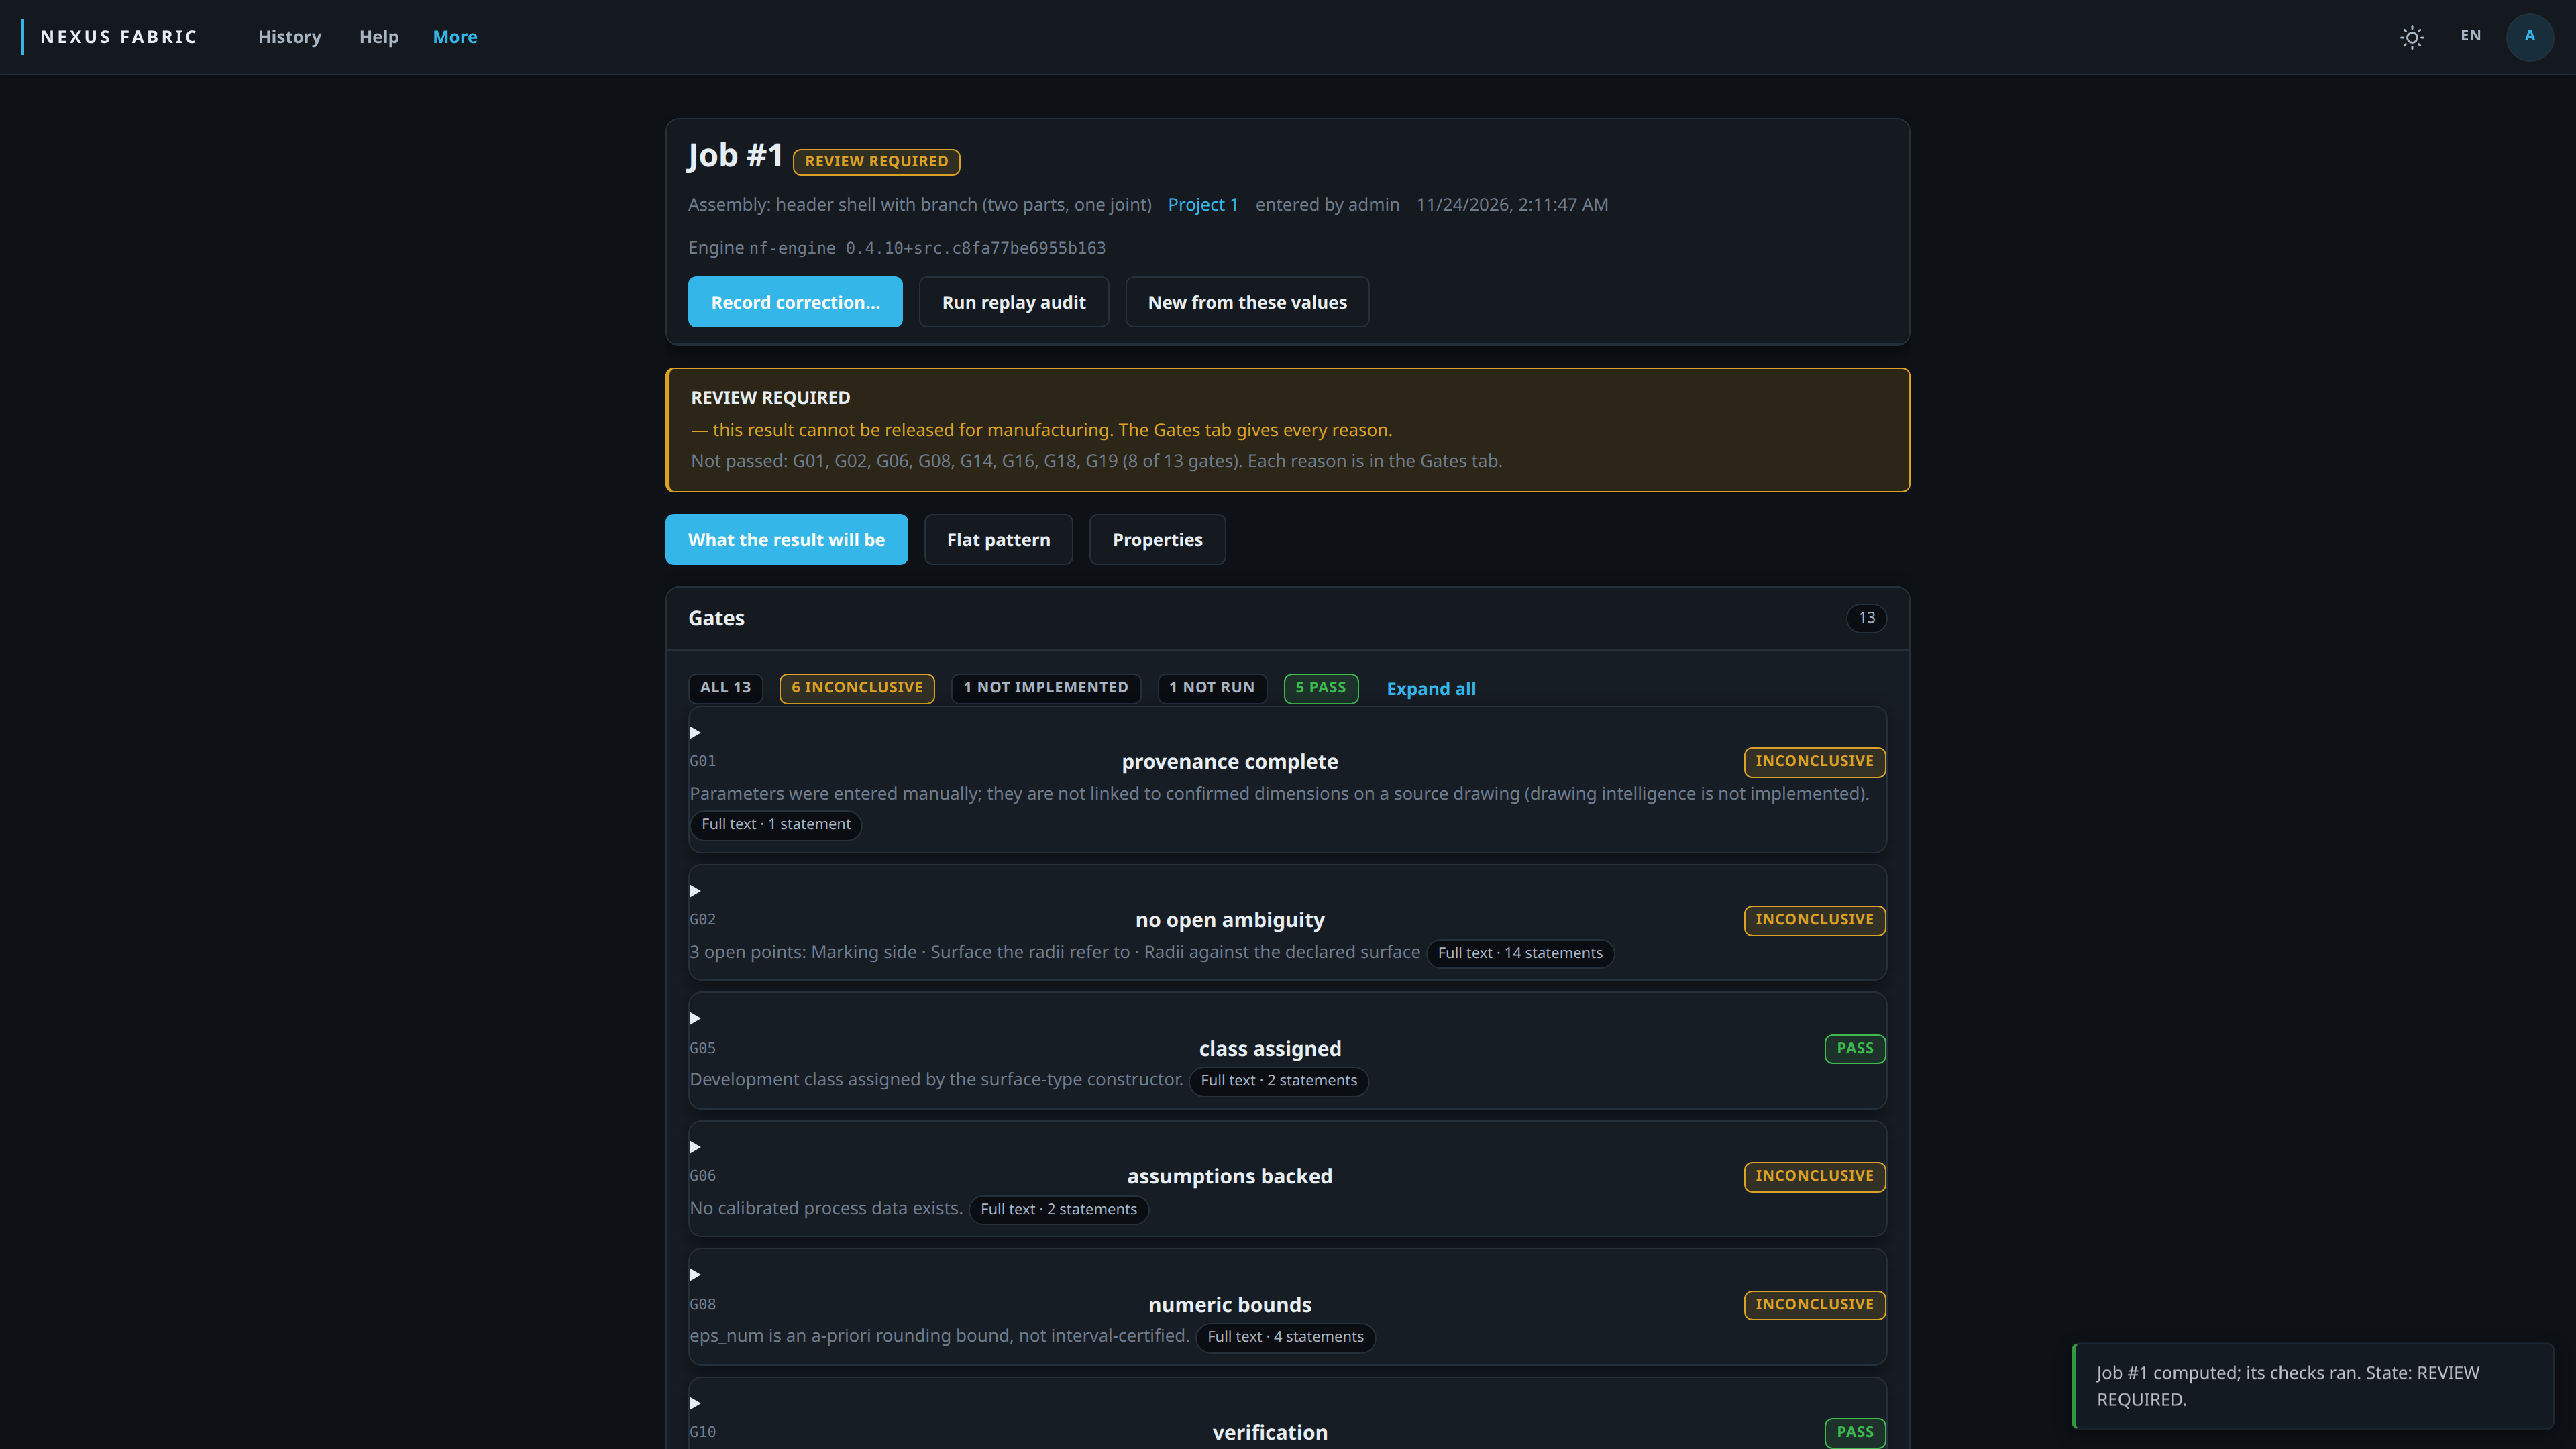 NEXUS FABRIC
History
Help
More
EN
A
Job #1 REVIEW REQUIRED
Assembly: header shell with branch (two parts, one joint) Project 1 entered by admin 11/24/2026, 2:11:47 AM
Engine nf-engine 0.4.10+src.c8fa77be6955b163
Record correction...
Run replay audit
New from these values
REVIEW REQUIRED
— this result cannot be released for manufacturing. The Gates tab gives every reason.
Not passed: G01, G02, G06, G08, G14, G16, G18, G19 (8 of 13 gates). Each reason is in the Gates tab.
What the result will be
Flat pattern
Properties
Gates
13
ALL 13
6 INCONCLUSIVE
1 NOT IMPLEMENTED
1 NOT RUN
5 PASS
Expand all
G01 provenance complete INCONCLUSIVE
Parameters were entered manually; they are not linked to confirmed dimensions on a source drawing (drawing intelligence is not implemented).
Full text · 1 statement
G02 no open ambiguity INCONCLUSIVE
3 open points: Marking side · Surface the radii refer to · Radii against the declared surface Full text · 14 statements
G05 class assigned PASS
Development class assigned by the surface-type constructor. Full text · 2 statements
G06 assumptions backed INCONCLUSIVE
No calibrated process data exists. Full text · 2 statements
G08 numeric bounds INCONCLUSIVE
eps_num is an a-priori rounding bound, not interval-certified. Full text · 4 statements
G10 verification PASS
Job #1 computed; its checks ran. State: REVIEW
REQUIRED.